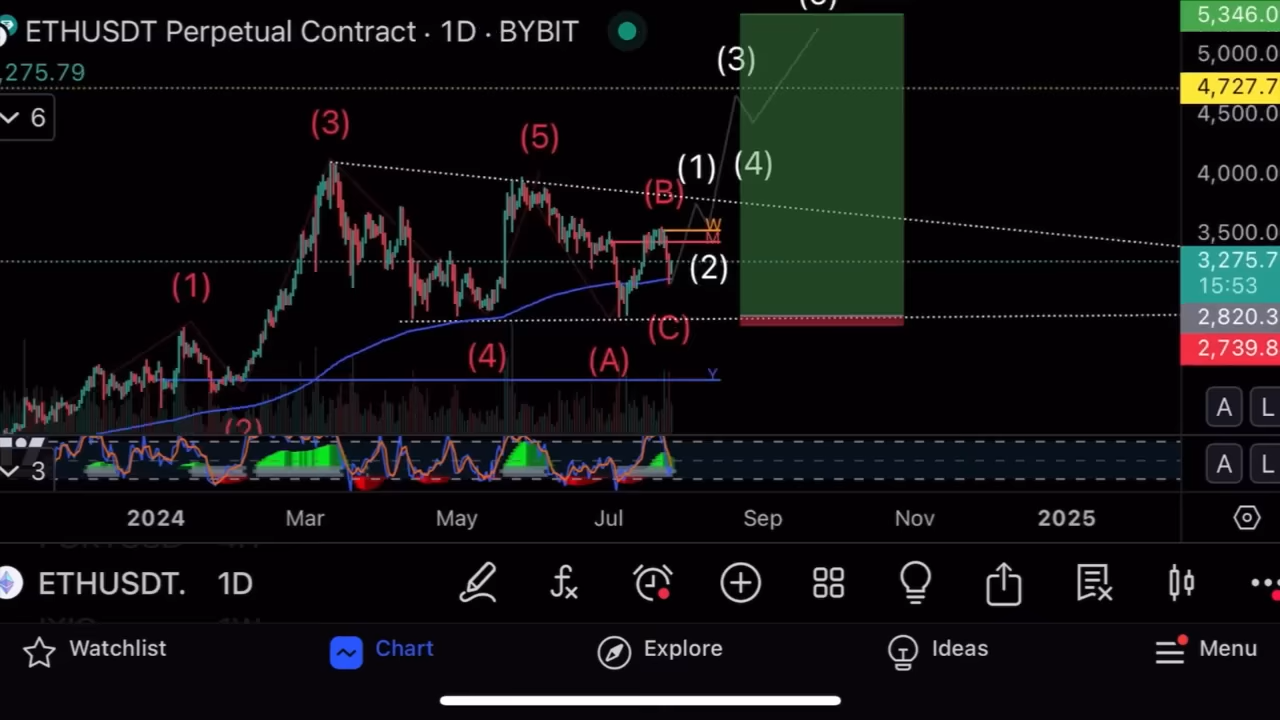 ETHUSDT Perpetual Contract · 1D · BYBIT
,275.79
6
(3)
(5)
(1)
(B)
(1)
(3)
(4)
W
M
(2)
(C)
(4)
(A)
Y
5,346.0
5,000.0
4,727.7
4,500.0
4,000.0
3,500.0
3,275.7
15:53
2,820.3
2,739.8
A L
3
A L
2024 Mar May Jul Sep Nov 2025
ETHUSDT. 1D
Watchlist Chart Explore Ideas Menu